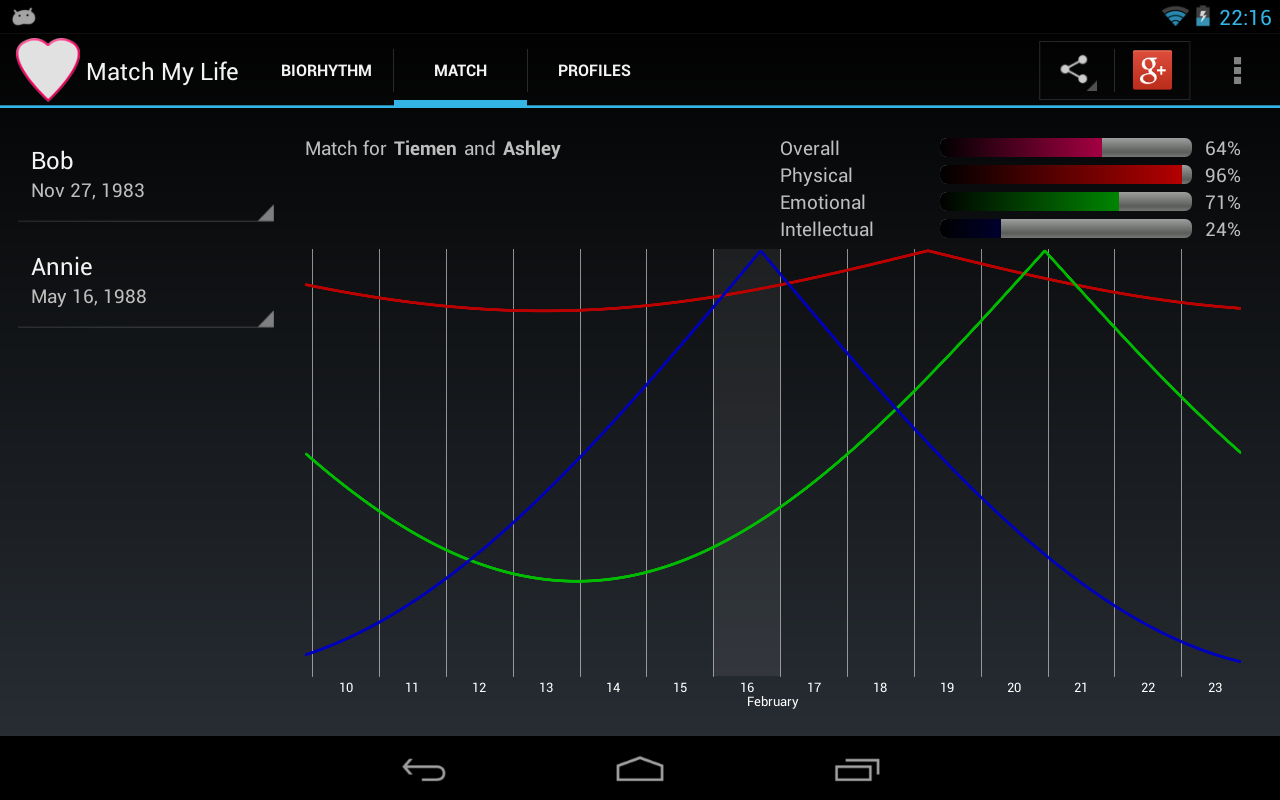 22:16
Match My Life BIORHYTHM MATCH PROFILES g+
Bob
Nov 27, 1983
Annie
May 16, 1988
Match for Tiemen and Ashley
Overall 64%
Physical 96%
Emotional 71%
Intellectual 24%
10 11 12 13 14 15 16 17 18 19 20 21 22 23
February